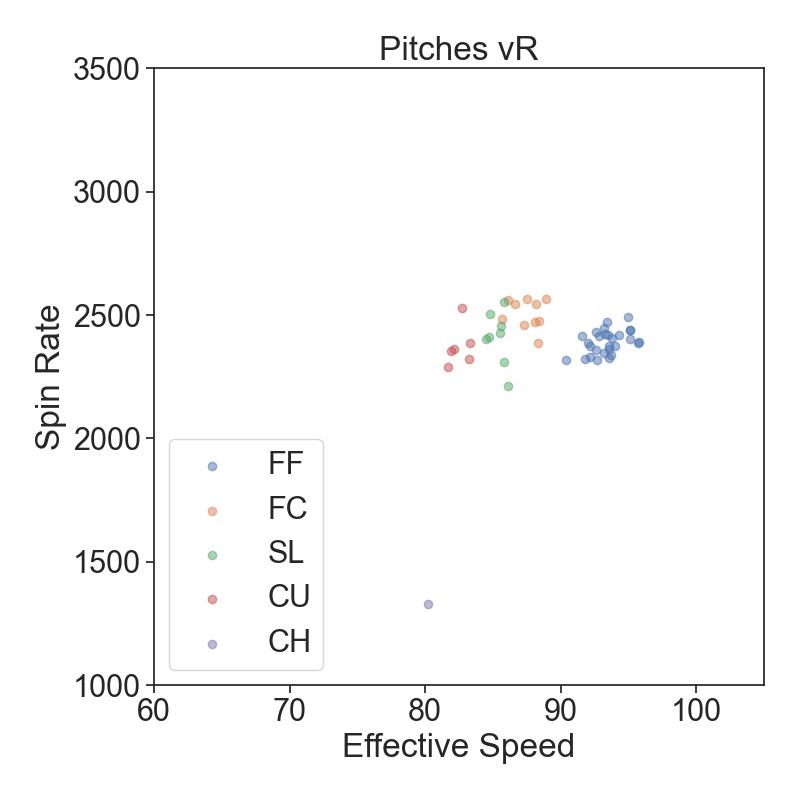 Pitches vR
3500
3000
2500
2000
1500
1000
Spin Rate
FF
FC
SL
CU
CH
60 70 80 90 100
Effective Speed